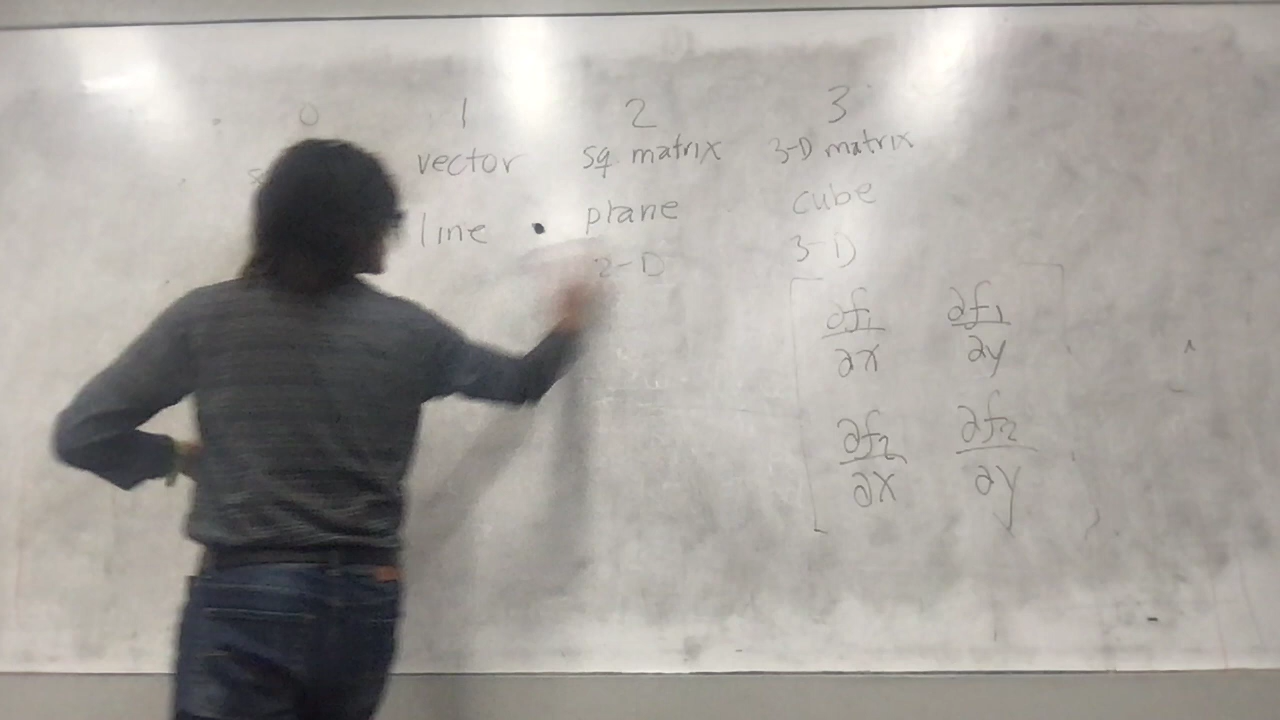 0 1 2 3
vector sq. matrix 3-D matrix
line plane cube
2-D 3-D
∂f₁/∂x ∂f₁/∂y
∂f₂/∂x ∂f₂/∂y